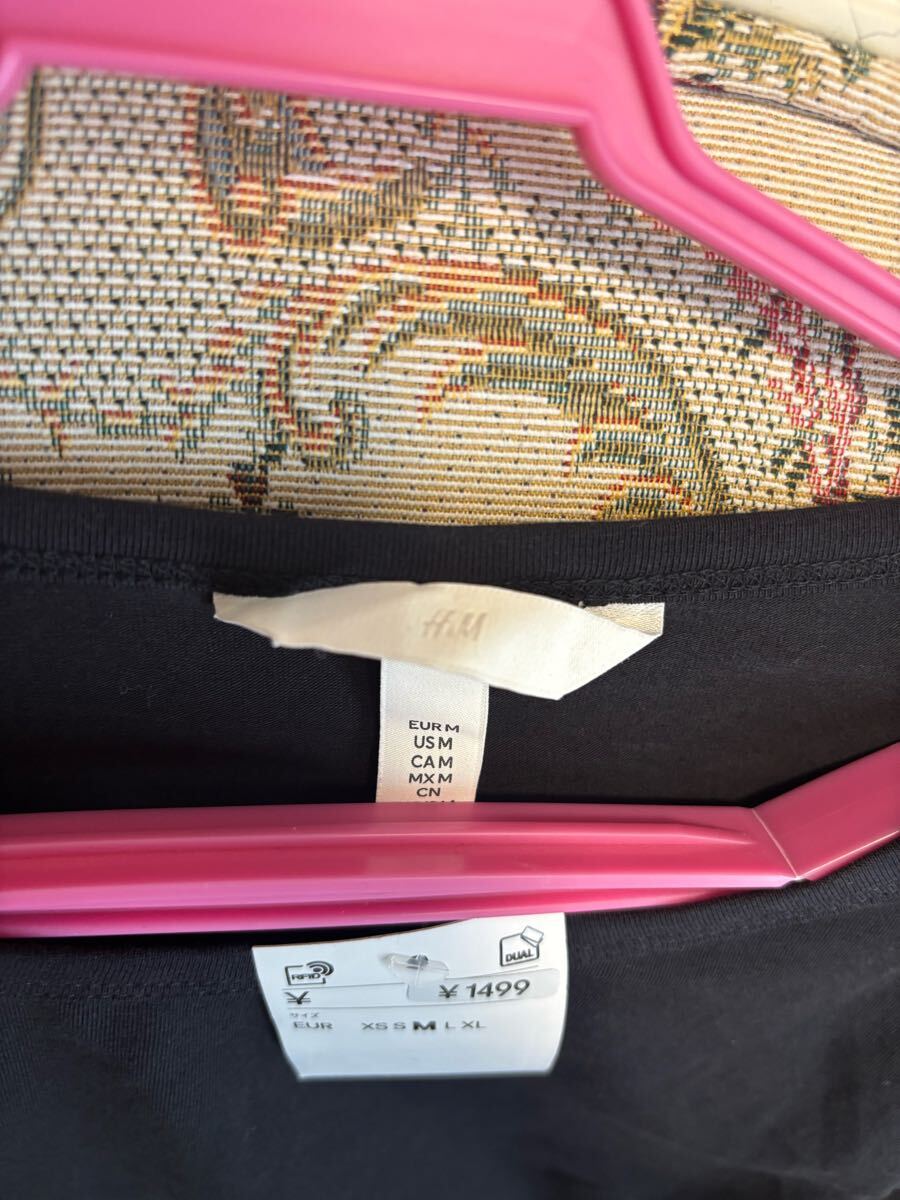 H&M
EUR M
US M
CA M
MX M
CN
RFID
DUAL
¥ ¥1499
サイズ
EUR XS S M L XL